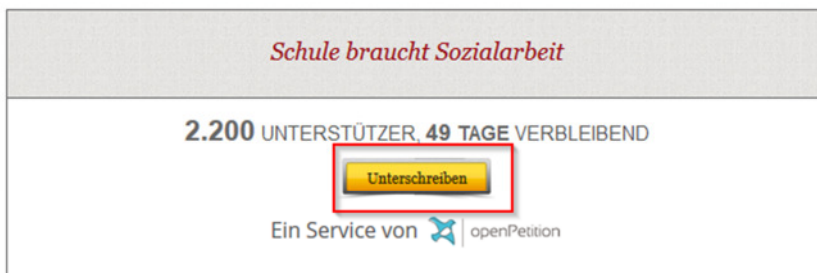 Schule braucht Sozialarbeit
2.200 UNTERSTÜTZER, 49 TAGE VERBLEIBEND
Unterschreiben
Ein Service von openPetition